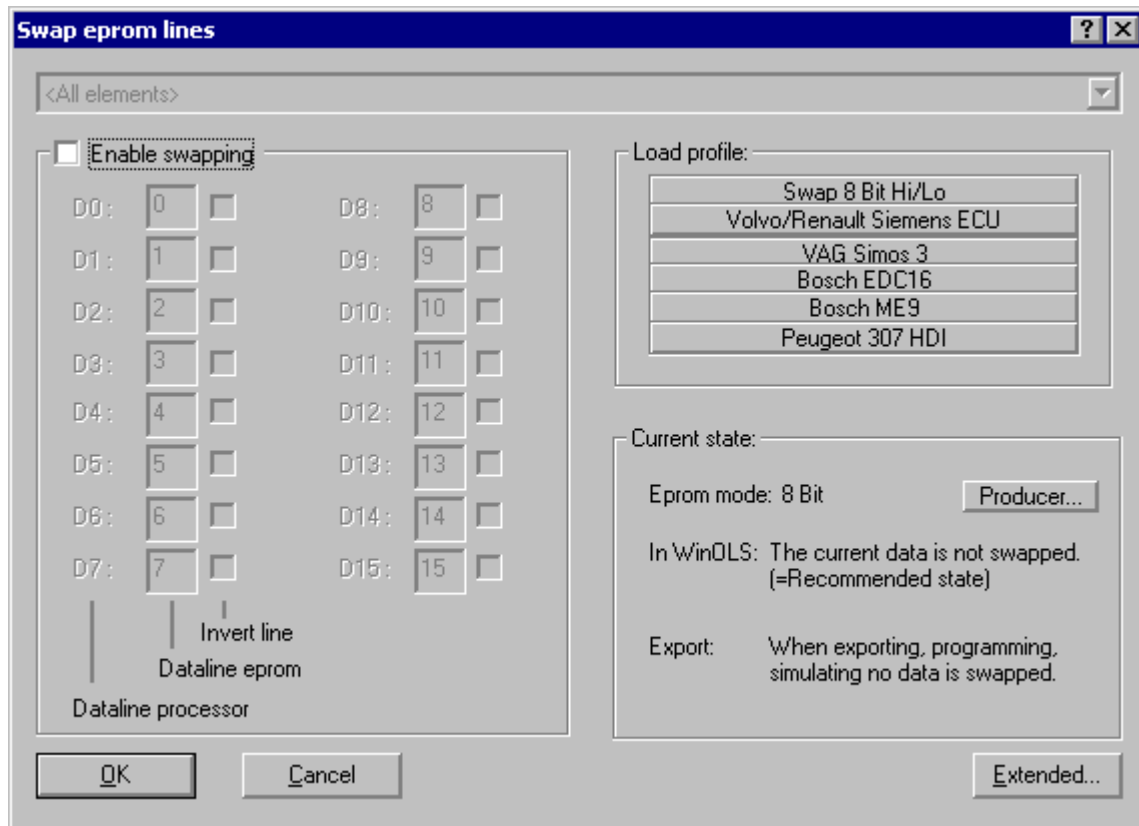 Swap eprom lines
<All elements>
Enable swapping
D0: 0
D1: 1
D2: 2
D3: 3
D4: 4
D5: 5
D6: 6
D7: 7
D8: 8
D9: 9
D10: 10
D11: 11
D12: 12
D13: 13
D14: 14
D15: 15
Invert line
Dataline eprom
Dataline processor
Load profile:
Swap 8 Bit Hi/Lo
Volvo/Renault Siemens ECU
VAG Simos 3
Bosch EDC16
Bosch ME9
Peugeot 307 HDI
Current state:
Eprom mode: 8 Bit
Producer...
In WinOLS: The current data is not swapped.
(=Recommended state)
Export: When exporting, programming,
simulating no data is swapped.
OK
Cancel
Extended...